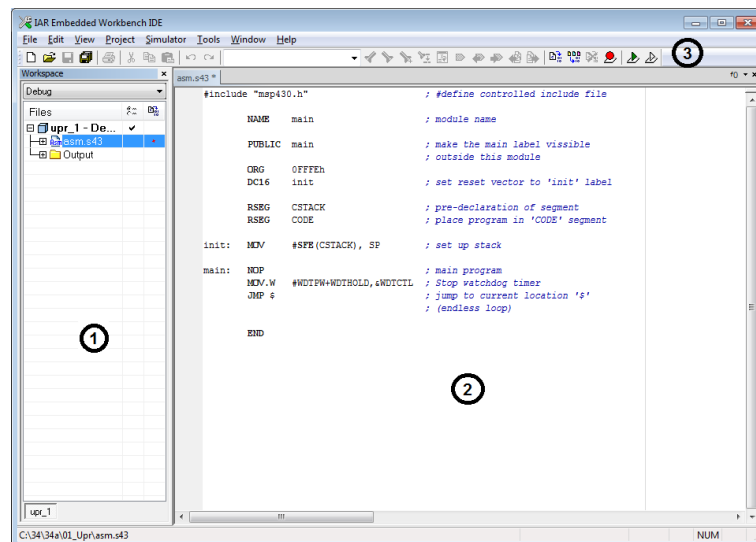 IAR Embedded Workbench IDE
File Edit View Project Simulator Tools Window Help
3
Workspace
asm.s43 *
f0
Debug
Files
upr_1 - De...
asm.s43
Output
#include "msp430.h" ; #define controlled include file
NAME main ; module name
PUBLIC main ; make the main label vissible
; outside this module
ORG 0FFFEh
DC16 init ; set reset vector to 'init' label
RSEG CSTACK ; pre-declaration of segment
RSEG CODE ; place program in 'CODE' segment
init: MOV #SFE(CSTACK), SP ; set up stack
main: NOP ; main program
MOV.W #WDTPW+WDTHOLD,&WDTCTL ; Stop watchdog timer
JMP $ ; jump to current location '$'
; (endless loop)
END
1
2
upr_1
C:\34\34a\01_Upr\asm.s43
NUM